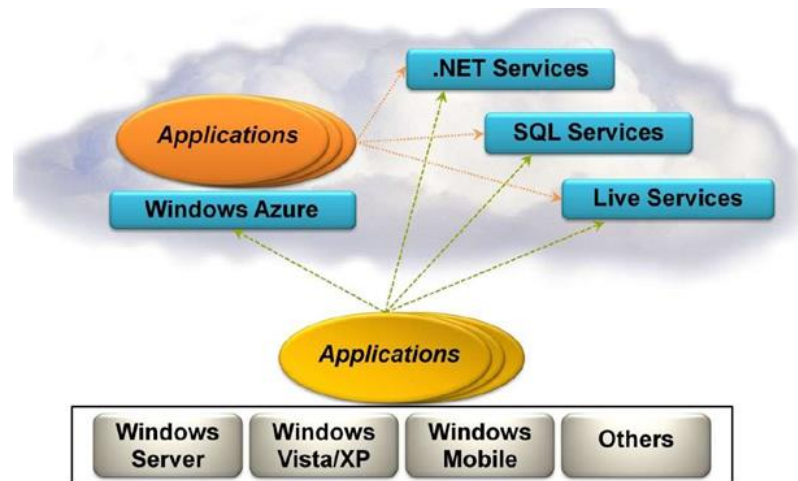 .NET Services
Applications
SQL Services
Windows Azure
Live Services
Applications
Windows
Server
Windows
Vista/XP
Windows
Mobile
Others